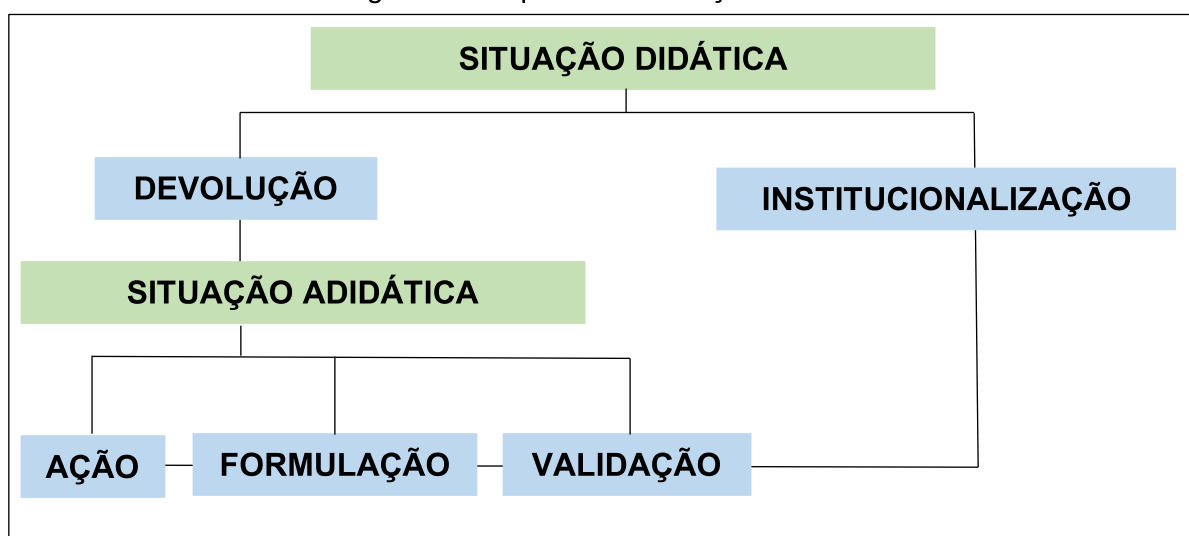 SITUAÇÃO DIDÁTICA
DEVOLUÇÃO
INSTITUCIONALIZAÇÃO
SITUAÇÃO ADIDÁTICA
AÇÃO
FORMULAÇÃO
VALIDAÇÃO